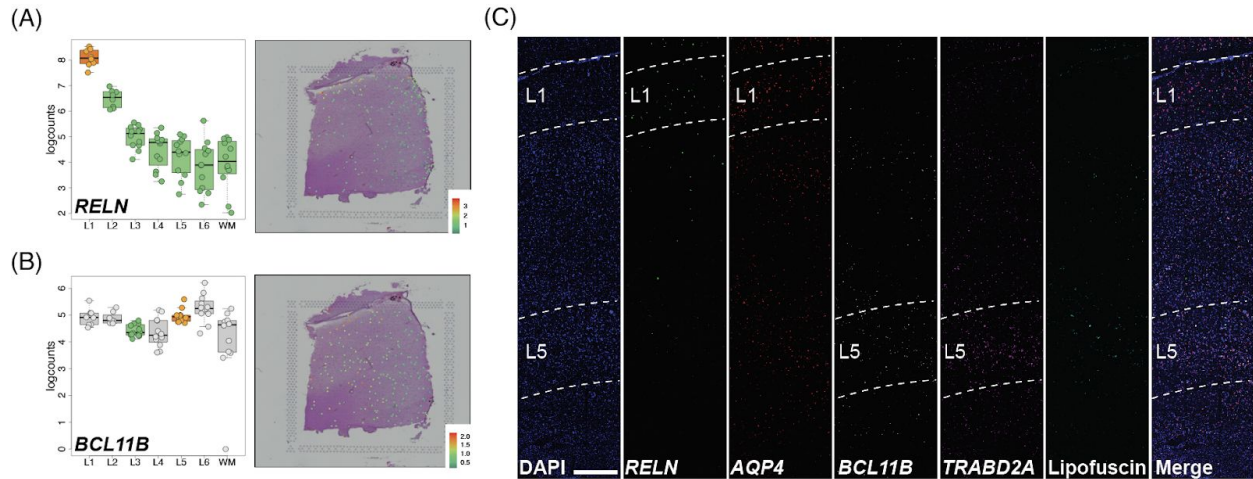 (A)
logcounts
8
7
6
5
4
3
2
RELN
L1 L2 L3 L4 L5 L6 WM
3
2
1
(B)
logcounts
6
5
4
3
2
1
0
BCL11B
L1 L2 L3 L4 L5 L6 WM
2.0
1.5
1.0
0.5
(C)
L1 L1 L1 L1
L5 L5 L5 L5
DAPI RELN AQP4 BCL11B TRABD2A Lipofuscin Merge